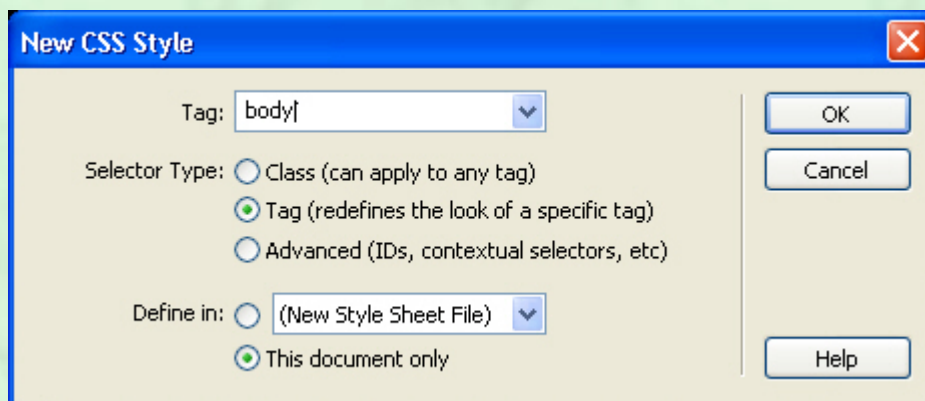 New CSS Style
Tag: body
OK
Selector Type: Class (can apply to any tag)
Cancel
Tag (redefines the look of a specific tag)
Advanced (IDs, contextual selectors, etc)
Define in: (New Style Sheet File)
This document only
Help